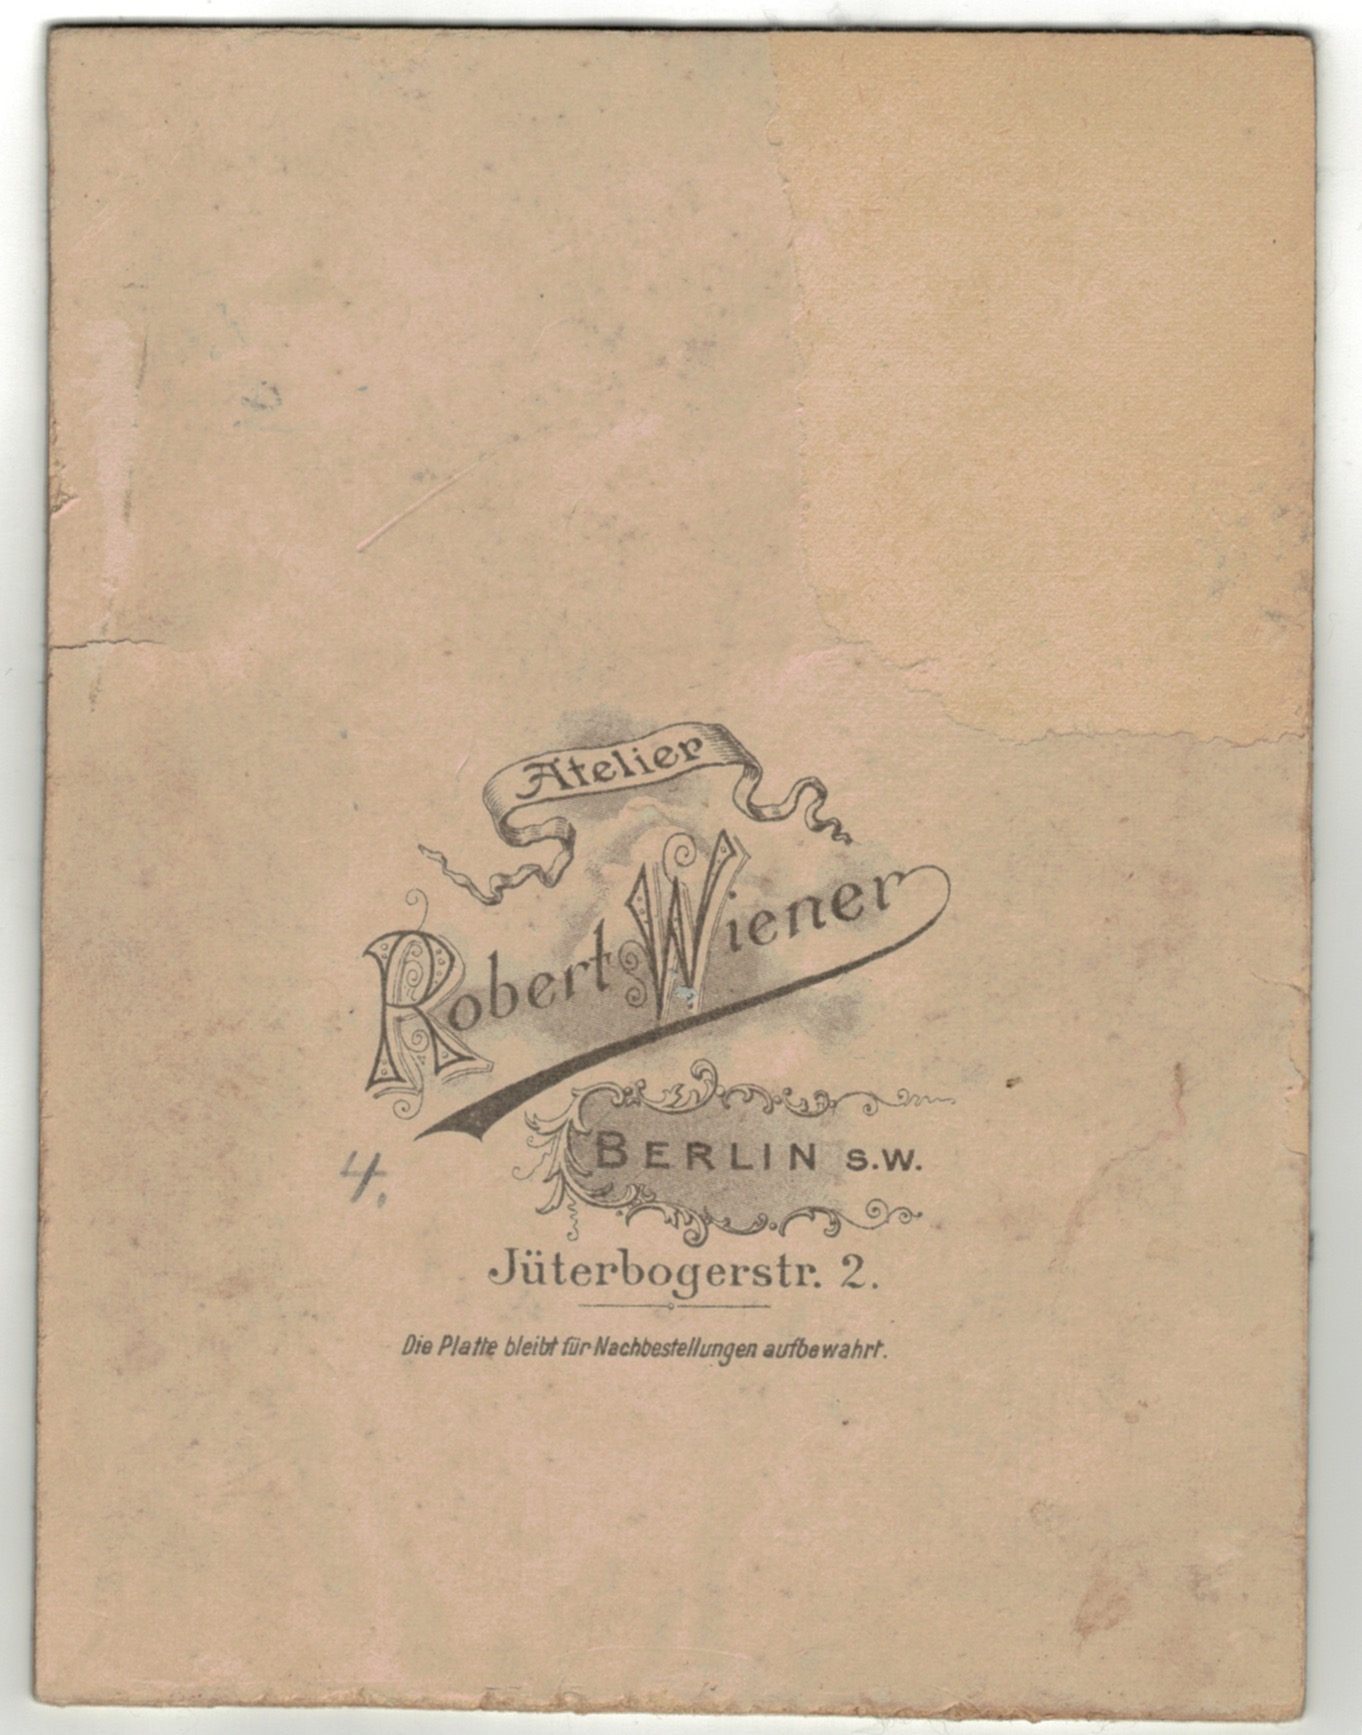 Atelier
Robert Wiener
BERLIN S.W.
4.
Jüterbogerstr. 2.
Die Platte bleibt für Nachbestellungen aufbewahrt.